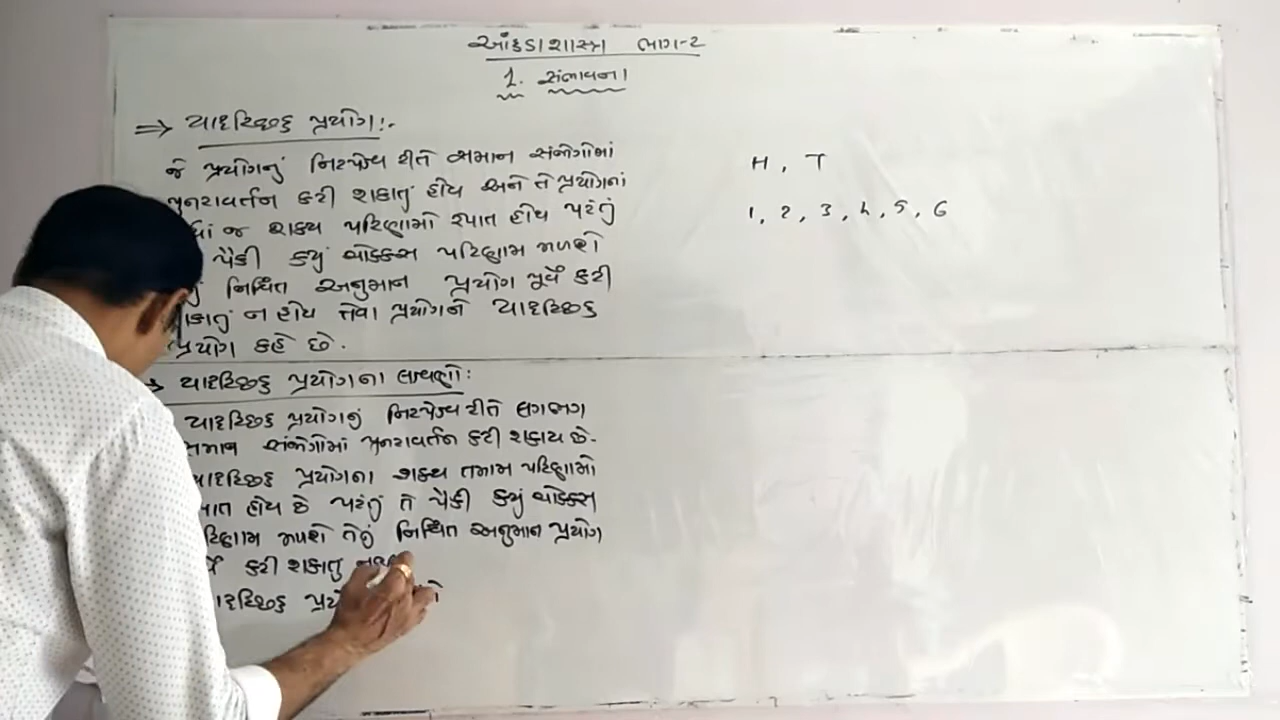 આંકડાશાસ્ત્ર ભાગ-૨
1. સંભાવના
⇒ યાદચ્છિક પ્રયોગ:-
જે પ્રયોગનું નિરપેક્ષ રીતે સમાન સંજોગોમાં
પુનરાવર્તન કરી શકાતું હોય અને તે પ્રયોગનાં
જ શક્ય પરિણામો જ્ઞાત હોય પરંતુ
પૈકી કયું ચોક્કસ પરિણામ મળશે
નિશ્ચિત અનુમાન પ્રયોગ પૂર્વે કરી
ન હોય તેવા પ્રયોગને યાદચ્છિક
પ્રયોગ કહે છે.
H, T
1, 2, 3, 4, 5, 6
યાદચ્છિક પ્રયોગના લક્ષણો:
યાદચ્છિક પ્રયોગનું નિરપેક્ષ રીતે લગભગ
સમાન સંજોગોમાં પુનરાવર્તન કરી શકાય છે.
યાદચ્છિક પ્રયોગના શક્ય તમામ પરિણામો
હોય છે પરંતુ તે પૈકી કયું ચોક્કસ
મળશે તેનું નિશ્ચિત અનુમાન પ્રયોગ
કરી શકાતુ